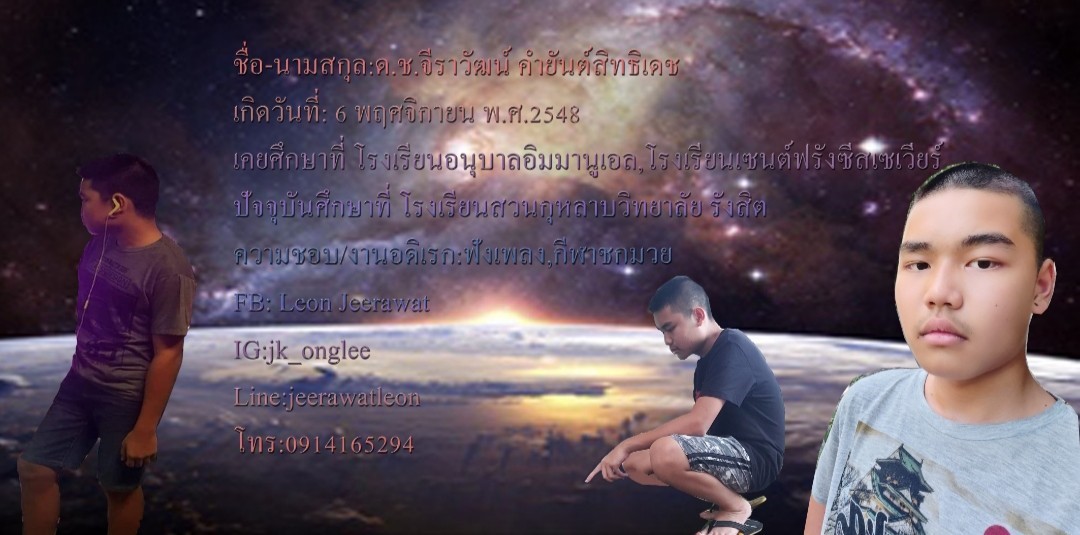 ชื่อ-นามสกุล:ด.ช.จีราวัฒน์ คำยันต์สิทธิเดช
เกิดวันที่: 6 พฤศจิกายน พ.ศ.2548
เคยศึกษาที่ โรงเรียนอนุบาลอิมมานูเอล,โรงเรียนเซนต์ฟรังซีสเซเวียร์
ปัจจุบันศึกษาที่ โรงเรียนสวนกุหลาบวิทยาลัย รังสิต
ความชอบ/งานอดิเรก:ฟังเพลง,กีฬาชกมวย
FB: Leon Jeerawat
IG:jk_onglee
Line:jeerawatleon
โทร:0914165294